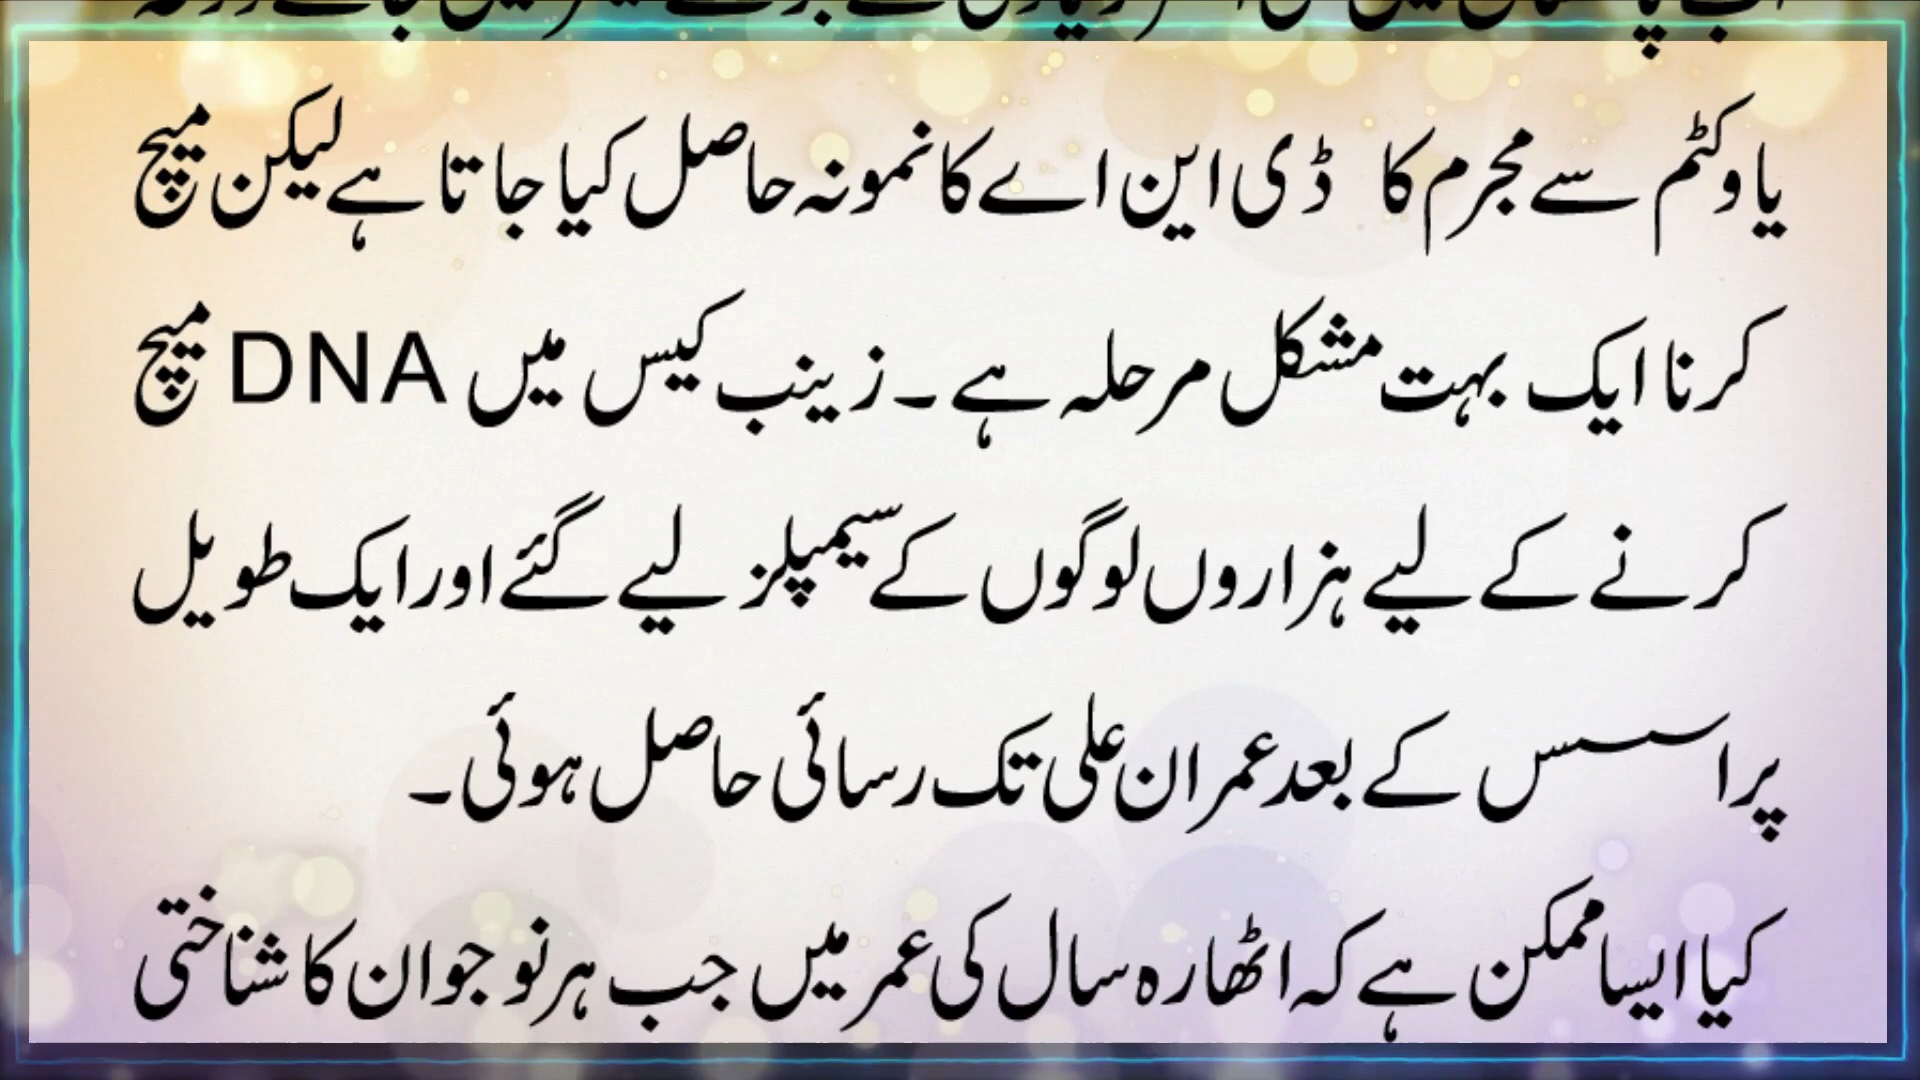 یا وکٹم سے مجرم کا ڈی این اے کا نمونہ حاصل کیا جاتا ہے لیکن میچ
کرنا ایک بہت مشکل مرحلہ ہے۔ زینب کیس میں DNA میچ
کرنے کے لیے ہزاروں لوگوں کے سیمپلز لیے گئے اور ایک طویل
پراسس کے بعد عمران علی تک رسائی حاصل ہوئی۔
کیا ایسا ممکن ہے کہ اٹھارہ سال کی عمر میں جب ہر نوجوان کا شناختی